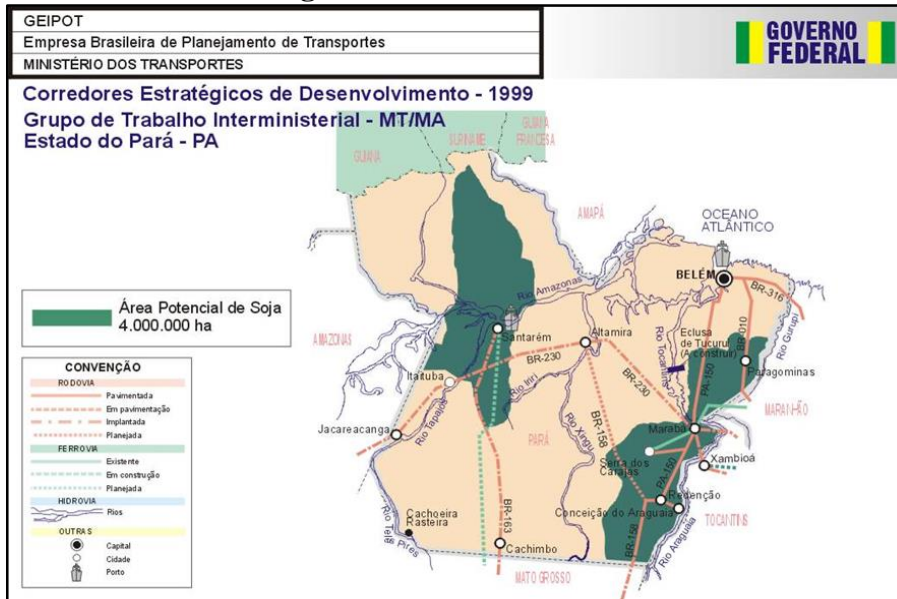 GEIPOT
Empresa Brasileira de Planejamento de Transportes
MINISTÉRIO DOS TRANSPORTES
GOVERNO
FEDERAL
Corredores Estratégicos de Desenvolvimento - 1999
Grupo de Trabalho Interministerial - MT/MA
Estado do Pará - PA
GUIANA
SURINAME
GUIANA
FRANCESA
AMAPÁ
OCEANO
ATLÂNTICO
BELÉM
BR-316
Rio Gurupi
Rio Amazonas
Área Potencial de Soja
4.000.000 ha
AMAZONAS
Santarém
Altamira
Eclusa
de Tucuruí
(A construir)
BR-010
Paragominas
Rio Tocantins
PA-150
Itaituba
BR-230
Rio Iriri
BR-230
MARANHÃO
Jacareacanga
Rio Tapajós
PARÁ
Rio Xingu
BR-158
Marabá
Xambioá
Serra dos
Carajás
PA-150
Redenção
Conceição do Araguaia
TOCANTINS
Cachoeira
Rasteira
Rio Teles Pires
BR-163
Cachimbo
BR-158
Rio Araguaia
MATO GROSSO
CONVENÇÃO
RODOVIA
Pavimentada
Em pavimentação
Implantada
Planejada
FERROVIA
Existente
Em construção
Planejada
HIDROVIA
Rios
OUTRAS
Capital
Cidade
Porto